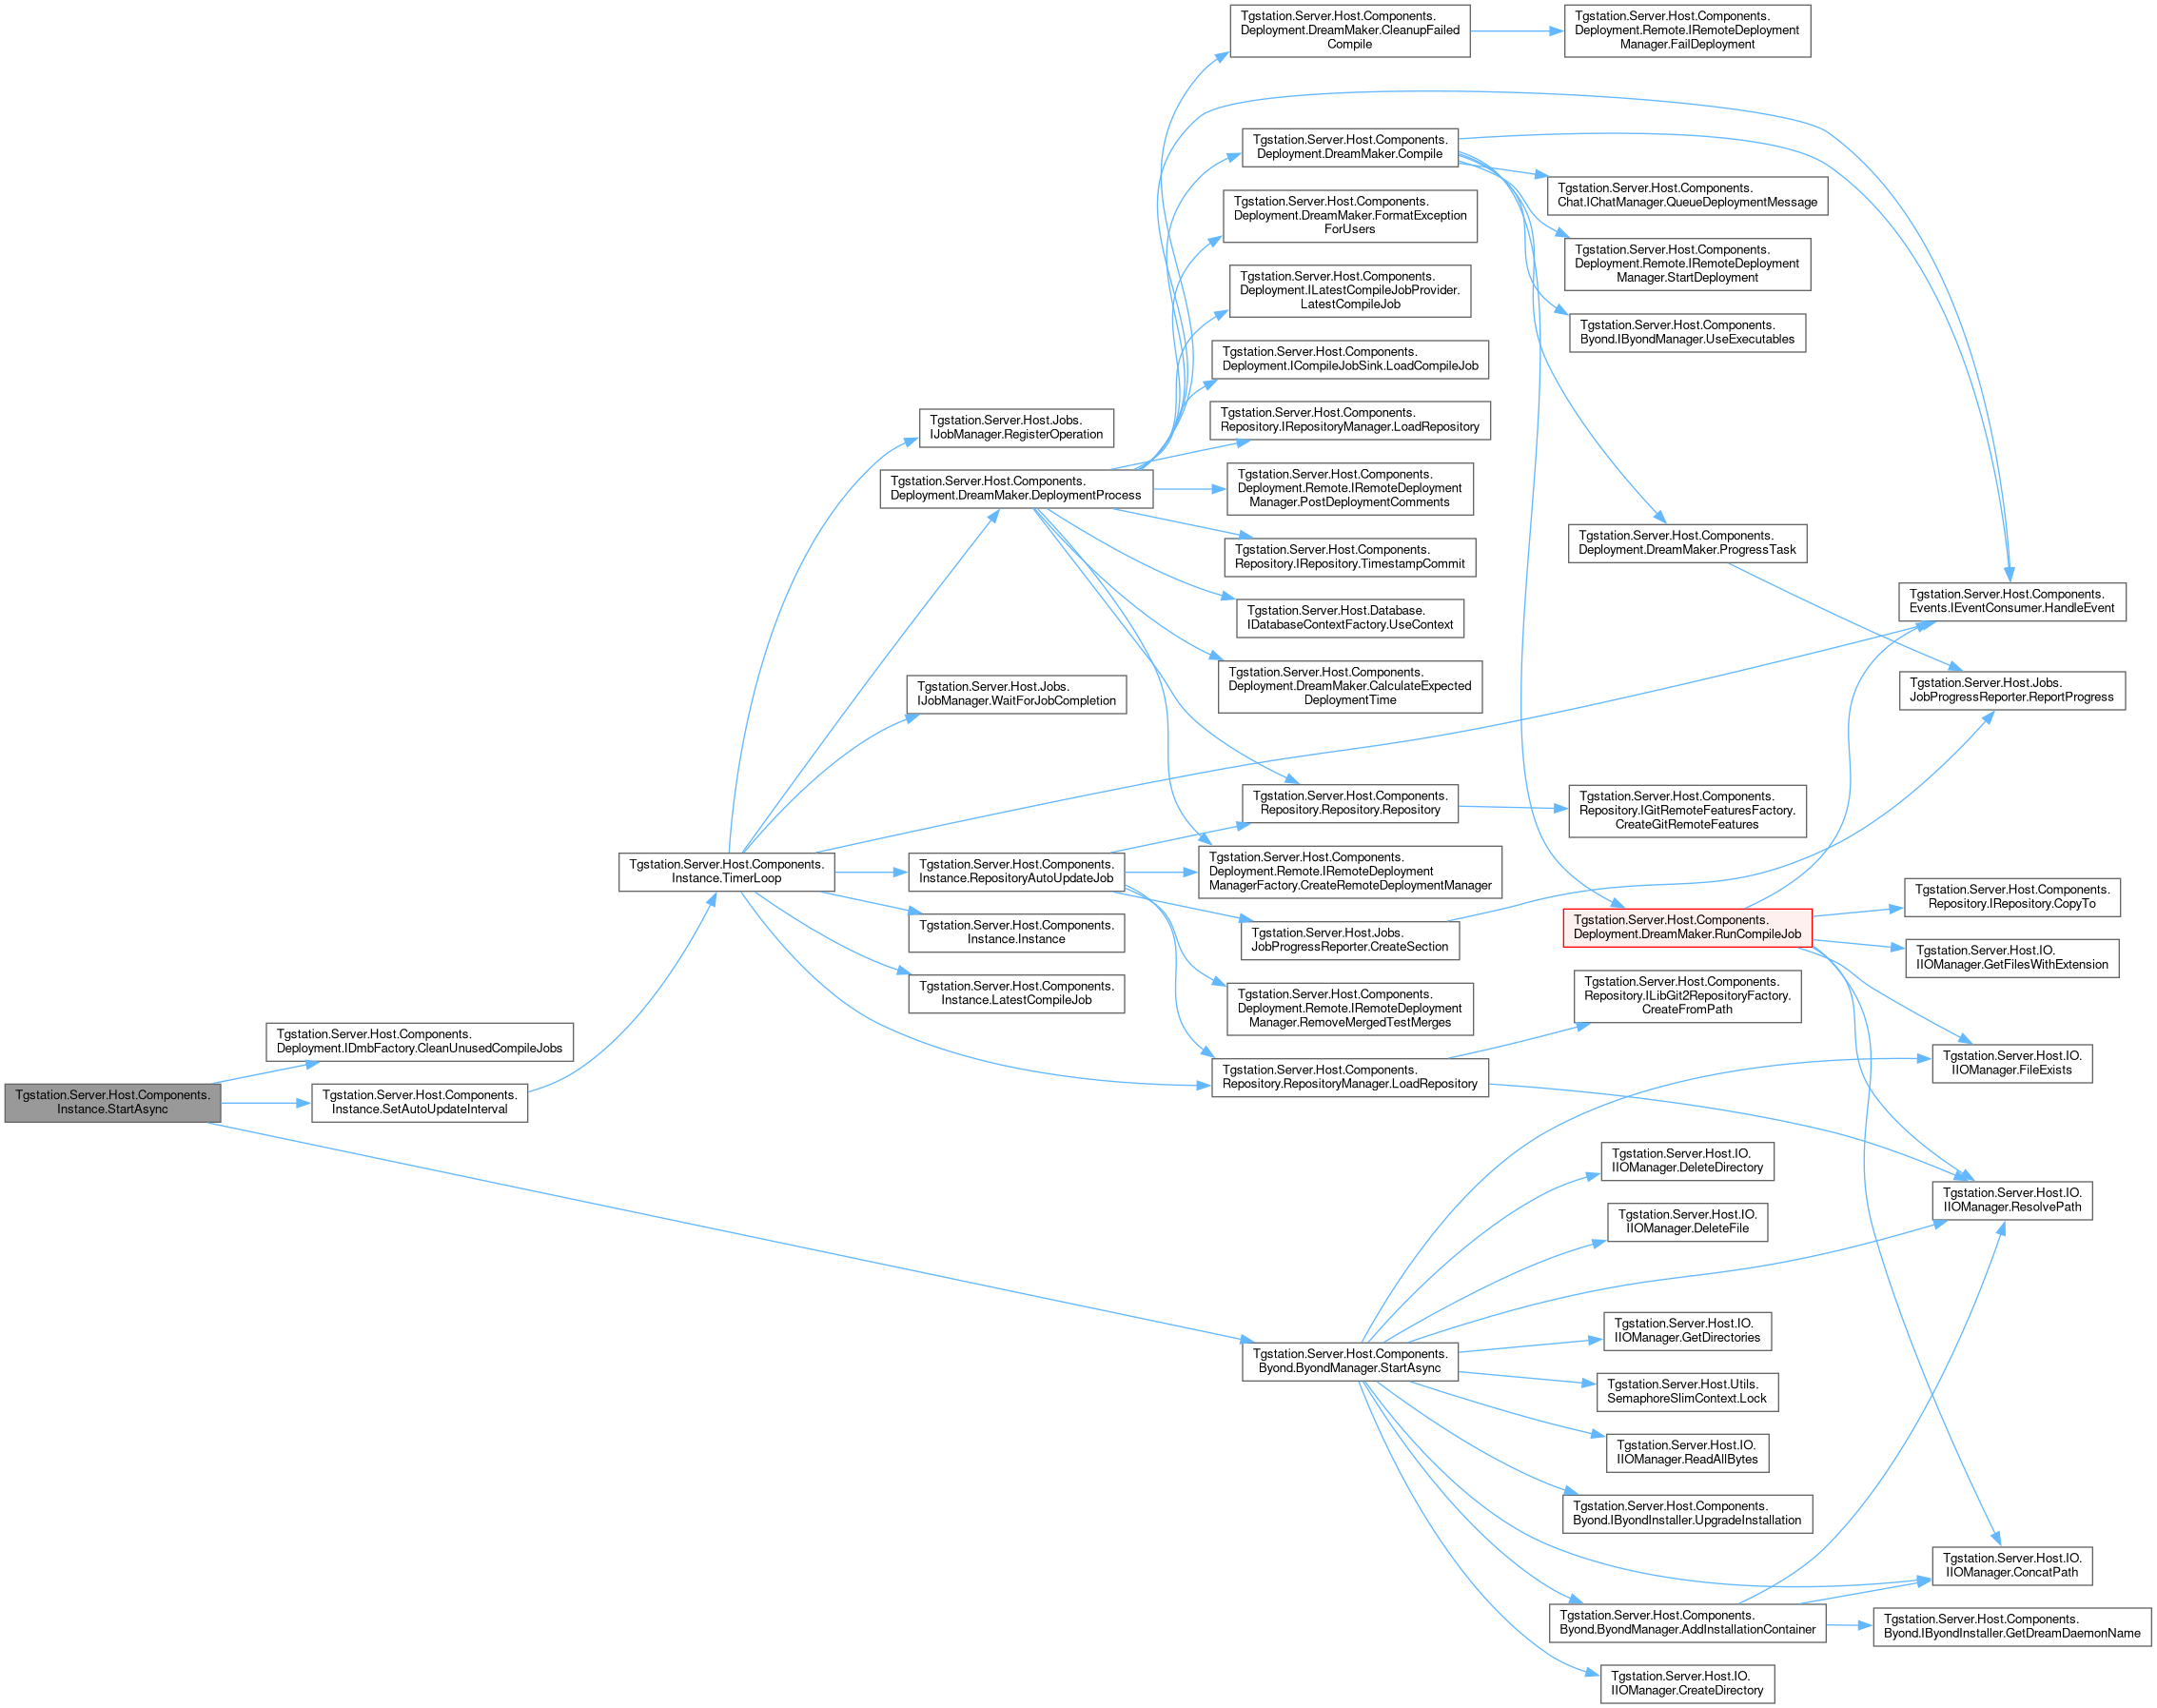 Tgstation.Server.Host.Components.
Instance.StartAsync
Tgstation.Server.Host.Components.
Deployment.IDmbFactory.CleanUnusedCompileJobs
Tgstation.Server.Host.Components.
Instance.SetAutoUpdateInterval
Tgstation.Server.Host.Components.
Instance.TimerLoop
Tgstation.Server.Host.Jobs.
IJobManager.RegisterOperation
Tgstation.Server.Host.Components.
Deployment.DreamMaker.DeploymentProcess
Tgstation.Server.Host.Jobs.
IJobManager.WaitForJobCompletion
Tgstation.Server.Host.Components.
Instance.RepositoryAutoUpdateJob
Tgstation.Server.Host.Components.
Instance.Instance
Tgstation.Server.Host.Components.
Instance.LatestCompileJob
Tgstation.Server.Host.Components.
Deployment.DreamMaker.CleanupFailed
Compile
Tgstation.Server.Host.Components.
Deployment.DreamMaker.Compile
Tgstation.Server.Host.Components.
Deployment.DreamMaker.FormatException
ForUsers
Tgstation.Server.Host.Components.
Deployment.ILatestCompileJobProvider.
LatestCompileJob
Tgstation.Server.Host.Components.
Deployment.ICompileJobSink.LoadCompileJob
Tgstation.Server.Host.Components.
Repository.IRepositoryManager.LoadRepository
Tgstation.Server.Host.Components.
Deployment.Remote.IRemoteDeployment
Manager.PostDeploymentComments
Tgstation.Server.Host.Components.
Repository.IRepository.TimestampCommit
Tgstation.Server.Host.Database.
IDatabaseContextFactory.UseContext
Tgstation.Server.Host.Components.
Deployment.DreamMaker.CalculateExpected
DeploymentTime
Tgstation.Server.Host.Components.
Repository.Repository.Repository
Tgstation.Server.Host.Components.
Deployment.Remote.IRemoteDeployment
ManagerFactory.CreateRemoteDeploymentManager
Tgstation.Server.Host.Jobs.
JobProgressReporter.CreateSection
Tgstation.Server.Host.Components.
Deployment.Remote.IRemoteDeployment
Manager.RemoveMergedTestMerges
Tgstation.Server.Host.Components.
Repository.RepositoryManager.LoadRepository
Tgstation.Server.Host.Components.
Byond.ByondManager.StartAsync
Tgstation.Server.Host.Components.
Deployment.Remote.IRemoteDeployment
Manager.FailDeployment
Tgstation.Server.Host.Components.
Chat.IChatManager.QueueDeploymentMessage
Tgstation.Server.Host.Components.
Deployment.Remote.IRemoteDeployment
Manager.StartDeployment
Tgstation.Server.Host.Components.
Byond.IByondManager.UseExecutables
Tgstation.Server.Host.Components.
Deployment.DreamMaker.ProgressTask
Tgstation.Server.Host.Components.
Repository.IGitRemoteFeaturesFactory.
CreateGitRemoteFeatures
Tgstation.Server.Host.Components.
Deployment.DreamMaker.RunCompileJob
Tgstation.Server.Host.Components.
Repository.ILibGit2RepositoryFactory.
CreateFromPath
Tgstation.Server.Host.IO.
IIOManager.DeleteDirectory
Tgstation.Server.Host.IO.
IIOManager.DeleteFile
Tgstation.Server.Host.IO.
IIOManager.GetDirectories
Tgstation.Server.Host.Utils.
SemaphoreSlimContext.Lock
Tgstation.Server.Host.IO.
IIOManager.ReadAllBytes
Tgstation.Server.Host.Components.
Byond.IByondInstaller.UpgradeInstallation
Tgstation.Server.Host.Components.
Byond.ByondManager.AddInstallationContainer
Tgstation.Server.Host.IO.
IIOManager.CreateDirectory
Tgstation.Server.Host.Components.
Events.IEventConsumer.HandleEvent
Tgstation.Server.Host.Jobs.
JobProgressReporter.ReportProgress
Tgstation.Server.Host.Components.
Repository.IRepository.CopyTo
Tgstation.Server.Host.IO.
IIOManager.GetFilesWithExtension
Tgstation.Server.Host.IO.
IIOManager.FileExists
Tgstation.Server.Host.IO.
IIOManager.ResolvePath
Tgstation.Server.Host.IO.
IIOManager.ConcatPath
Tgstation.Server.Host.Components.
Byond.IByondInstaller.GetDreamDaemonName